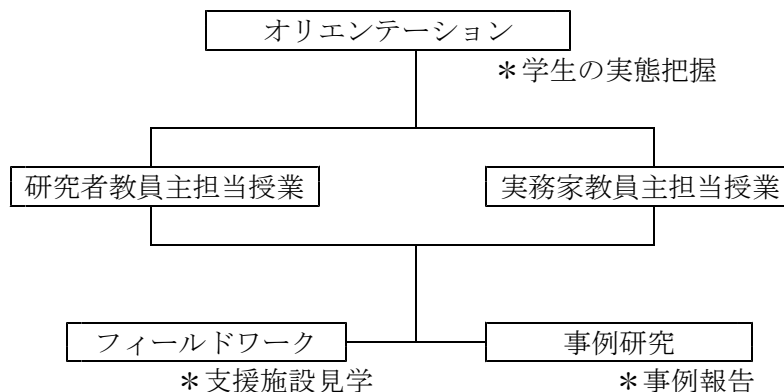 オリエンテーション
＊学生の実態把握
研究者教員主担当授業
実務家教員主担当授業
フィールドワーク
事例研究
＊支援施設見学
＊事例報告